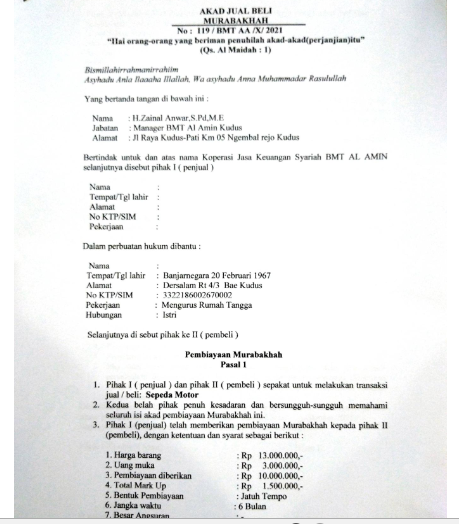 AKAD JUAL BELI
MURABAKHAH
No : 119 / BMT AA /X/ 2021
“Hai orang-orang yang beriman penuhilah akad-akad(perjanjian)itu”
(Qs. Al Maidah : 1)
Bismillahirrahmanirrahiim
Asyhadu Anla Ilaaaha Illallah, Wa asyhadu Anna Muhammadar Rasulullah
Yang bertanda tangan di bawah ini :
Nama : H.Zainal Anwar,S.Pd,M.E
Jabatan : Manager BMT Al Amin Kudus
Alamat : Jl Raya Kudus-Pati Km 05 Ngembal rejo Kudus
Bertindak untuk dan atas nama Koperasi Jasa Keuangan Syariah BMT AL AMIN
selanjutnya disebut pihak I ( penjual )
Nama :
Tempat/Tgl lahir :
Alamat :
No KTP/SIM :
Pekerjaan :
Dalam perbuatan hukum dibantu :
Nama :
Tempat/Tgl lahir : Banjarnegara 20 Februari 1967
Alamat : Dersalam Rt 4/3 Bae Kudus
No KTP/SIM : 3322186002670002
Pekerjaan : Mengurus Rumah Tangga
Hubungan : Istri
Selanjutnya di sebut pihak ke II ( pembeli )
Pembiayaan Murabakhah
Pasal 1
1. Pihak I ( penjual ) dan pihak II ( pembeli ) sepakat untuk melakukan transaksi
jual / beli: Sepeda Motor
2. Kedua belah pihak penuh kesadaran dan bersungguh-sungguh memahami
seluruh isi akad pembiayaan Murabakhah ini.
3. Pihak I (penjual) telah memberikan pembiayaan Murabakhah kepada pihak II
(pembeli), dengan ketentuan dan syarat sebagai berikut :
1. Harga barang : Rp 13.000.000,-
2. Uang muka : Rp 3.000.000,-
3. Pembiayaan diberikan : Rp 10.000.000,-
4. Total Mark Up : Rp 1.500.000,-
5. Bentuk Pembiayaan : Jatuh Tempo
6. Jangka waktu : 6 Bulan
7. Besar Angsuran : -